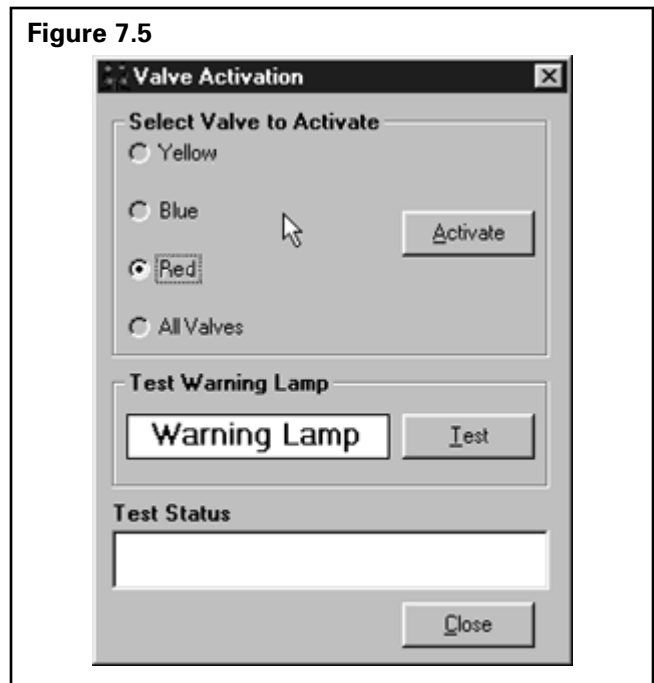 Figure 7.5
Valve Activation
Select Valve to Activate
Yellow
Blue
Activate
Red
All Valves
Test Warning Lamp
Warning Lamp
Test
Test Status
Close